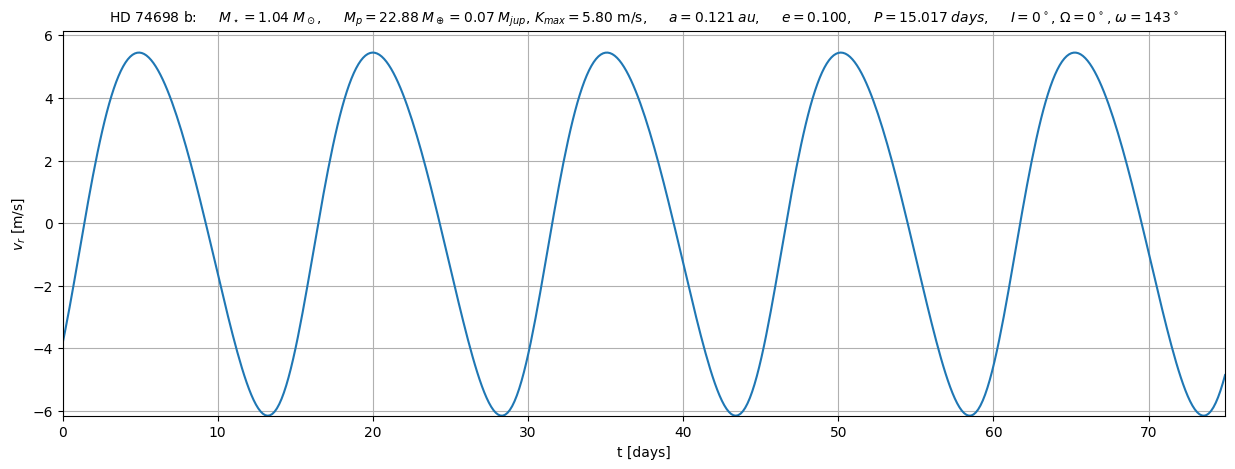 HD 74698 b: M⋆ = 1.04 M⊙, Mp = 22.88 M⊕ = 0.07 Mjup, Kmax = 5.80 m/s, a = 0.121 au, e = 0.100, P = 15.017 days, I = 0°, Ω = 0°, ω = 143°
6
4
2
0
−2
−4
−6
vr [m/s]
0 10 20 30 40 50 60 70
t [days]